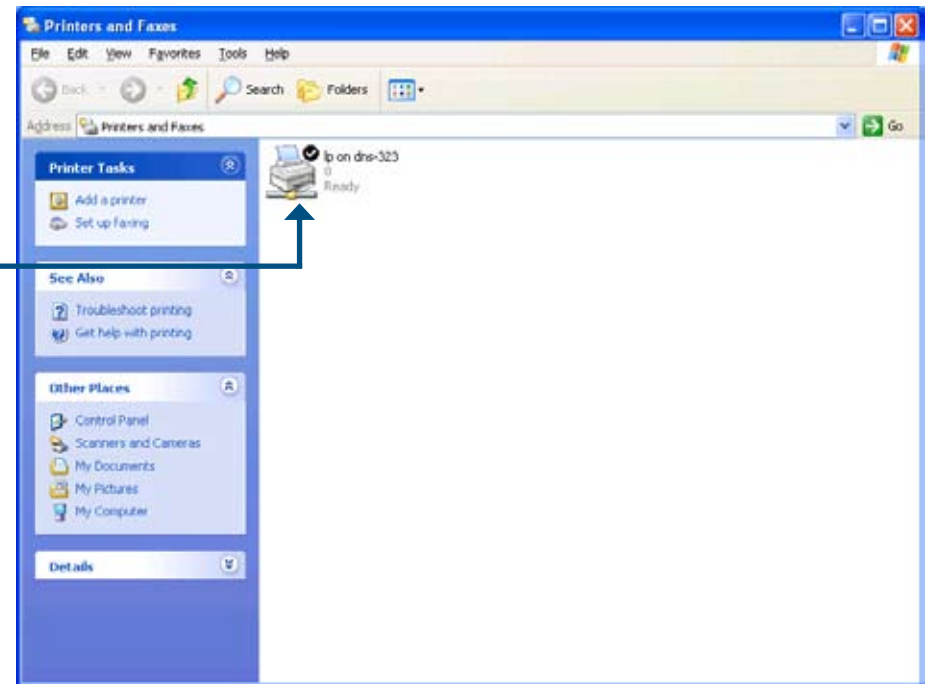 Printers and Faxes
File Edit View Favorites Tools Help
Back Search Folders
Address Printers and Faxes Go
Printer Tasks
Add a printer
Set up faxing
See Also
Troubleshoot printing
Get help with printing
Other Places
Control Panel
Scanners and Cameras
My Documents
My Pictures
My Computer
Details
lp on dns-323
0
Ready